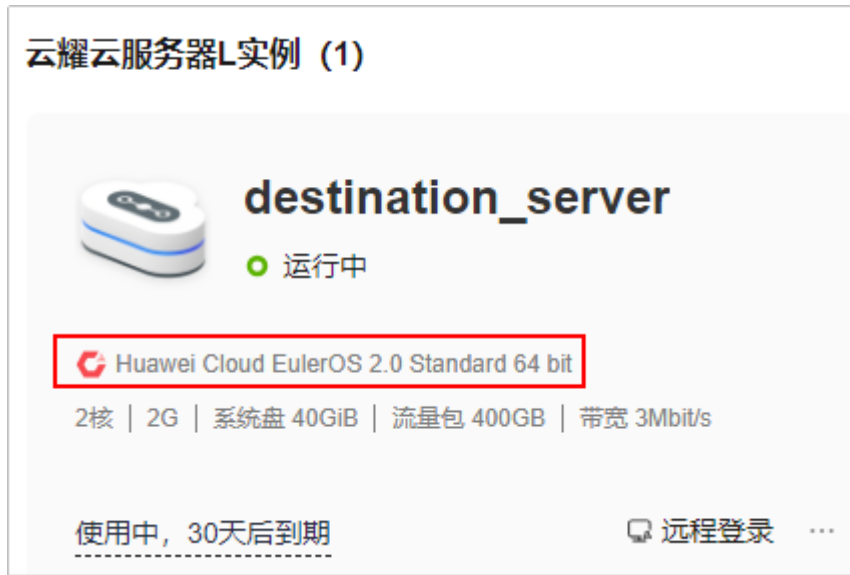 云耀云服务器L实例 (1)
destination_server
运行中
Huawei Cloud EulerOS 2.0 Standard 64 bit
2核 | 2G | 系统盘 40GiB | 流量包 400GB | 带宽 3Mbit/s
使用中，30天后到期 远程登录 ···